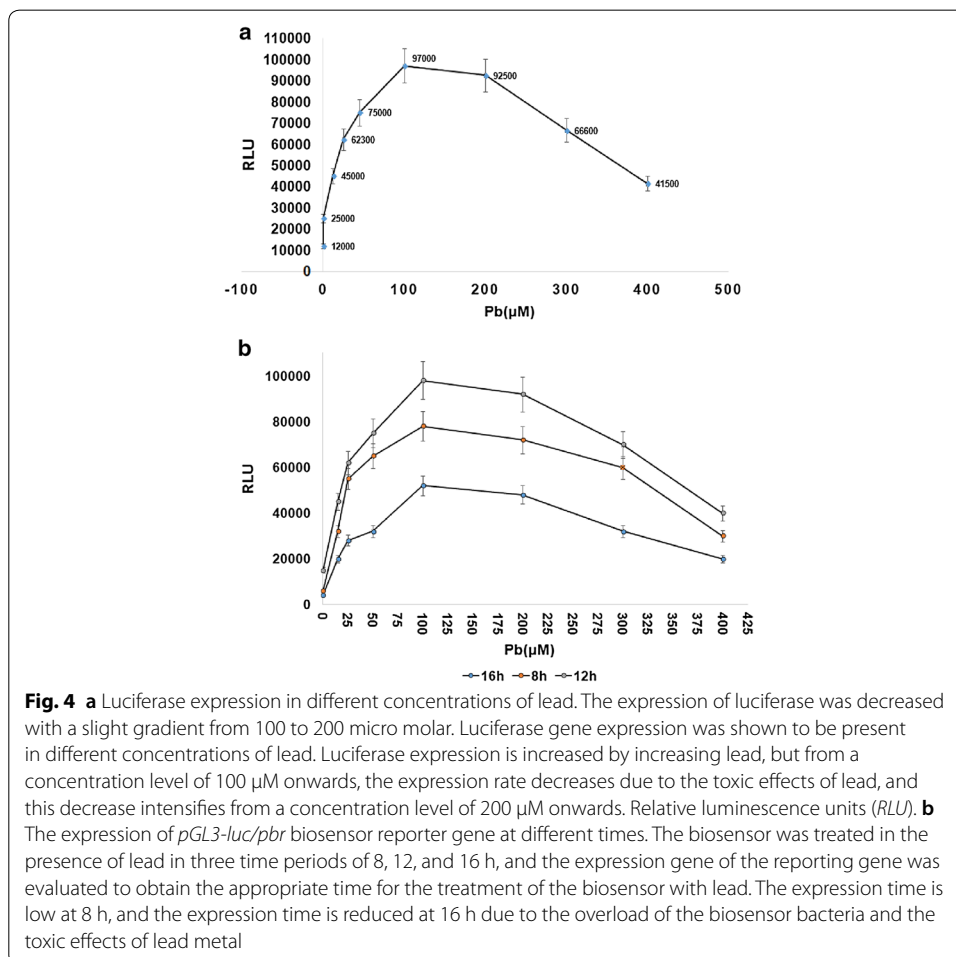 a
110000
100000
90000
80000
70000
60000
50000
40000
30000
20000
10000
0
RLU
97000
92500
75000
66600
62300
45000
41500
25000
12000
-100 0 100 200 300 400 500
Pb(µM)
b
100000
80000
60000
40000
20000
0
RLU
0 25 50 75 100 125 150 175 200 225 250 275 300 325 350 375 400 425
Pb(µM)
16h 8h 12h
Fig. 4 a Luciferase expression in different concentrations of lead. The expression of luciferase was decreased
with a slight gradient from 100 to 200 micro molar. Luciferase gene expression was shown to be present
in different concentrations of lead. Luciferase expression is increased by increasing lead, but from a
concentration level of 100 µM onwards, the expression rate decreases due to the toxic effects of lead, and
this decrease intensifies from a concentration level of 200 µM onwards. Relative luminescence units (RLU). b
The expression of pGL3-luc/pbr biosensor reporter gene at different times. The biosensor was treated in the
presence of lead in three time periods of 8, 12, and 16 h, and the expression gene of the reporting gene was
evaluated to obtain the appropriate time for the treatment of the biosensor with lead. The expression time is
low at 8 h, and the expression time is reduced at 16 h due to the overload of the biosensor bacteria and the
toxic effects of lead metal